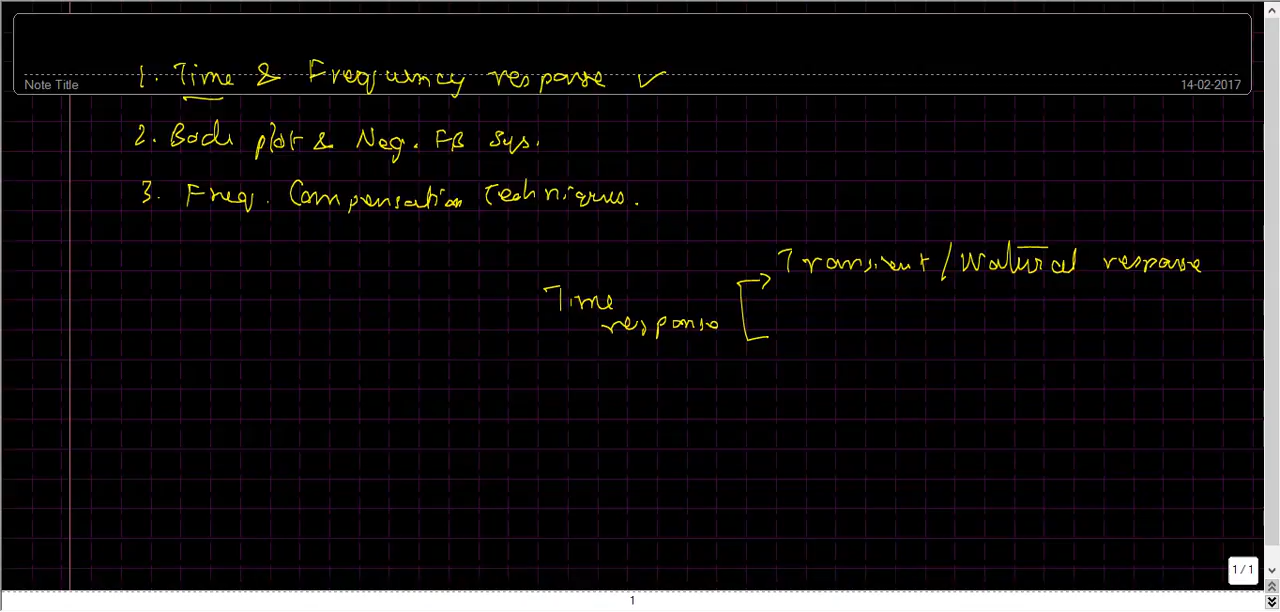 1. Time & Frequency response ✓
Note Title
14-02-2017
2. Bode plot & Neg. FB Sys.
3. Freq. Compensation Techniques.
Transient / Natural response
Time
response
1/1
1